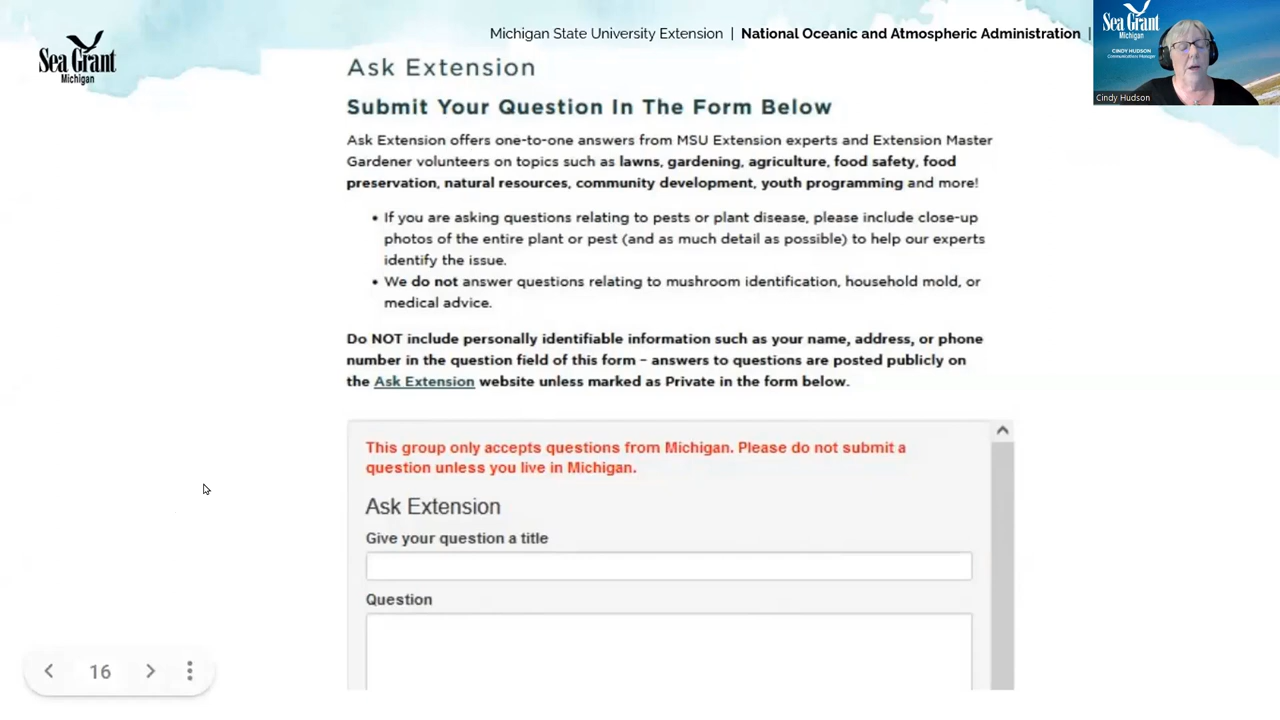 Sea Grant
Michigan
Michigan State University Extension | National Oceanic and Atmospheric Administration |
Sea Grant
Michigan
CINDY HUDSON
Communications Manager
Cindy Hudson
Ask Extension
Submit Your Question In The Form Below
Ask Extension offers one-to-one answers from MSU Extension experts and Extension Master
Gardener volunteers on topics such as lawns, gardening, agriculture, food safety, food
preservation, natural resources, community development, youth programming and more!
• If you are asking questions relating to pests or plant disease, please include close-up
photos of the entire plant or pest (and as much detail as possible) to help our experts
identify the issue.
• We do not answer questions relating to mushroom identification, household mold, or
medical advice.
Do NOT include personally identifiable information such as your name, address, or phone
number in the question field of this form – answers to questions are posted publicly on
the Ask Extension website unless marked as Private in the form below.
This group only accepts questions from Michigan. Please do not submit a
question unless you live in Michigan.
Ask Extension
Give your question a title
Question
16